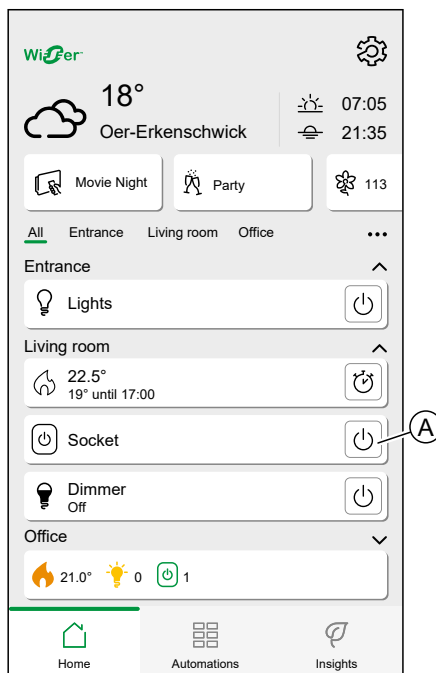 Wiser
18°
07:05
Oer-Erkenschwick
21:35
Movie Night
Party
113
All Entrance Living room Office
Entrance
Lights
Living room
22.5°
19° until 17:00
Socket
A
Dimmer
Off
Office
21.0° 0 1
Home Automations Insights